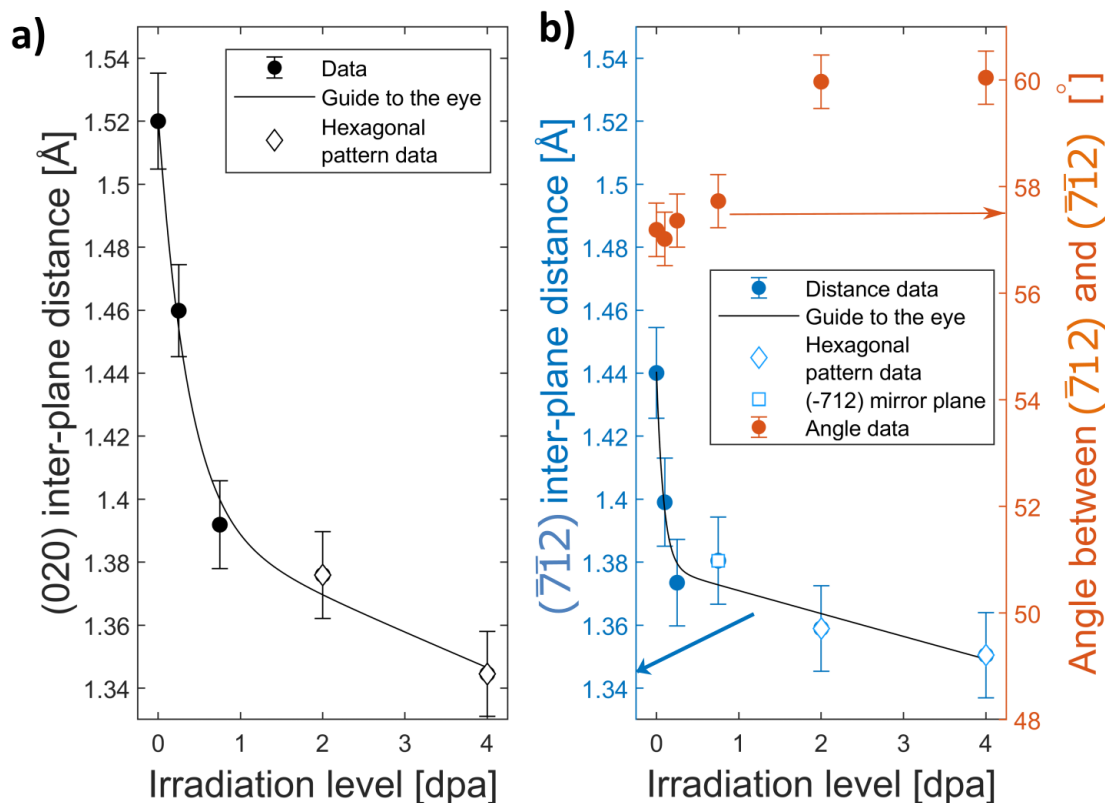 a)
(020) inter-plane distance [Å]
1.54
1.52
1.5
1.48
1.46
1.44
1.42
1.4
1.38
1.36
1.34
Data
Guide to the eye
Hexagonal
pattern data
0
1
2
3
4
Irradiation level [dpa]
b)
(7̅1̅12) inter-plane distance [Å]
1.54
1.52
1.5
1.48
1.46
1.44
1.42
1.4
1.38
1.36
1.34
Distance data
Guide to the eye
Hexagonal
pattern data
(-712) mirror plane
Angle data
60
58
56
54
52
50
48
Angle between (7̅12) and (7̅1̅2) [°]
0
1
2
3
4
Irradiation level [dpa]